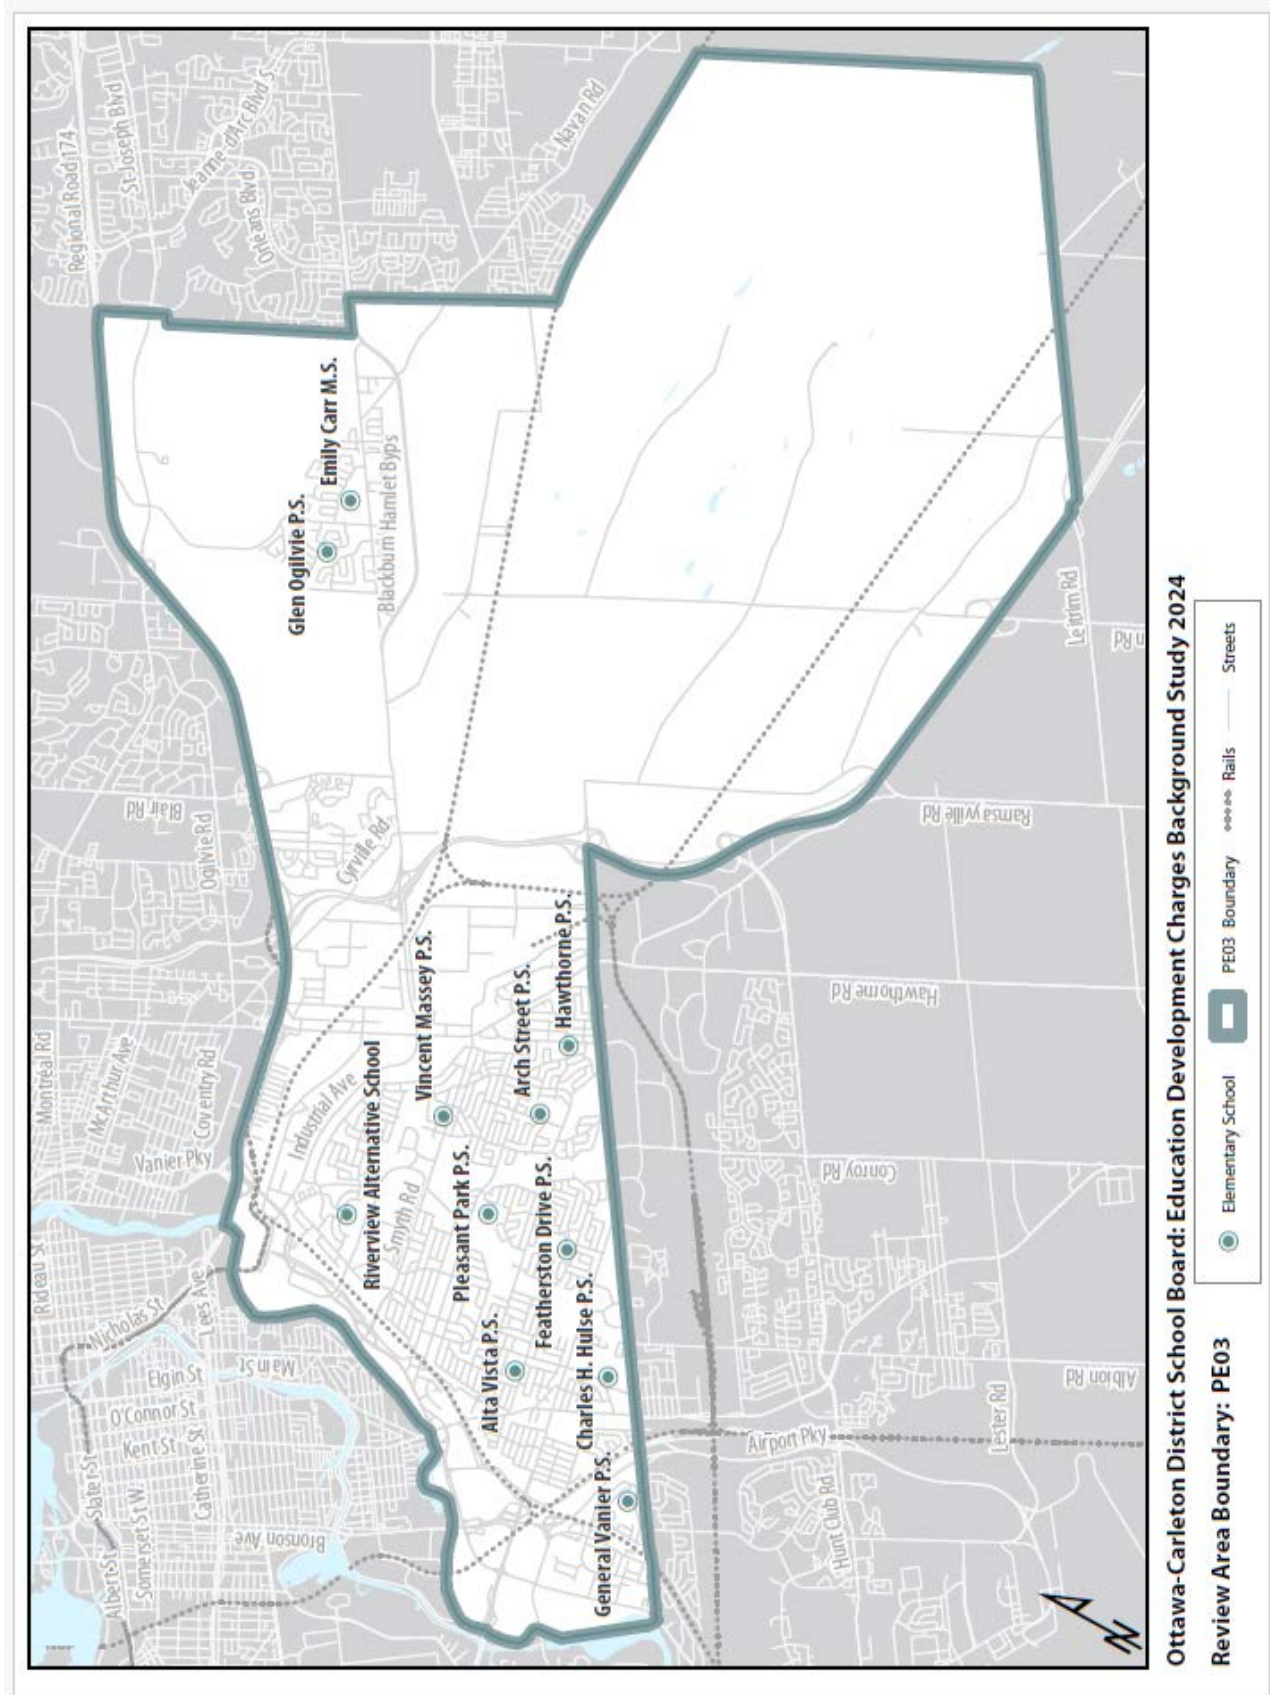 Regional Road 174
St-Joseph Blvd
Jeanne-d'Arc Blvd S
Orléans Blvd
Navan Rd
Emily Carr M.S.
Glen Ogilvie P.S.
Blackburn Hamlet Byps
Blair Rd
Ogilvie Rd
Cyrville Rd
Leitrim Rd
Ramsayville Rd
Hawthorne Rd
Montréal Rd
McArthur Ave
Coventry Rd
Vanier Pky
Industrial Ave
Riverview Alternative School
Smyth Rd
Vincent Massey P.S.
Arch Street P.S.
Hawthorne P.S.
Pleasant Park P.S.
Featherston Drive P.S.
Alta Vista P.S.
Charles H. Hulse P.S.
General Vanier P.S.
Conroy Rd
Albion Rd
Lester Rd
Airport Pky
Hunt Club Rd
Rideau St
Nicholas St
Lees Ave
Main St
Elgin St
O'Connor St
Kent St
Catherine St
Slater St
Albert St
Somerset St W
Bronson Ave
N
Ottawa-Carleton District School Board: Education Development Charges Background Study 2024
Review Area Boundary: PE03
Elementary School
PE03 Boundary
Rails
Streets